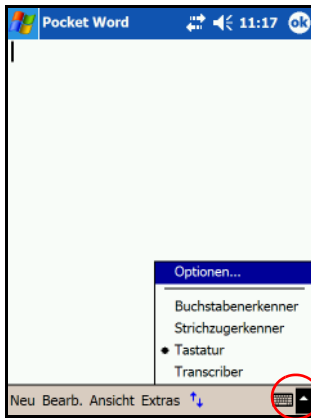 Pocket Word 11:17 ok
Optionen...
Buchstabenerkenner
Strichzugerkenner
Tastatur
Transcriber
Neu Bearb. Ansicht Extras